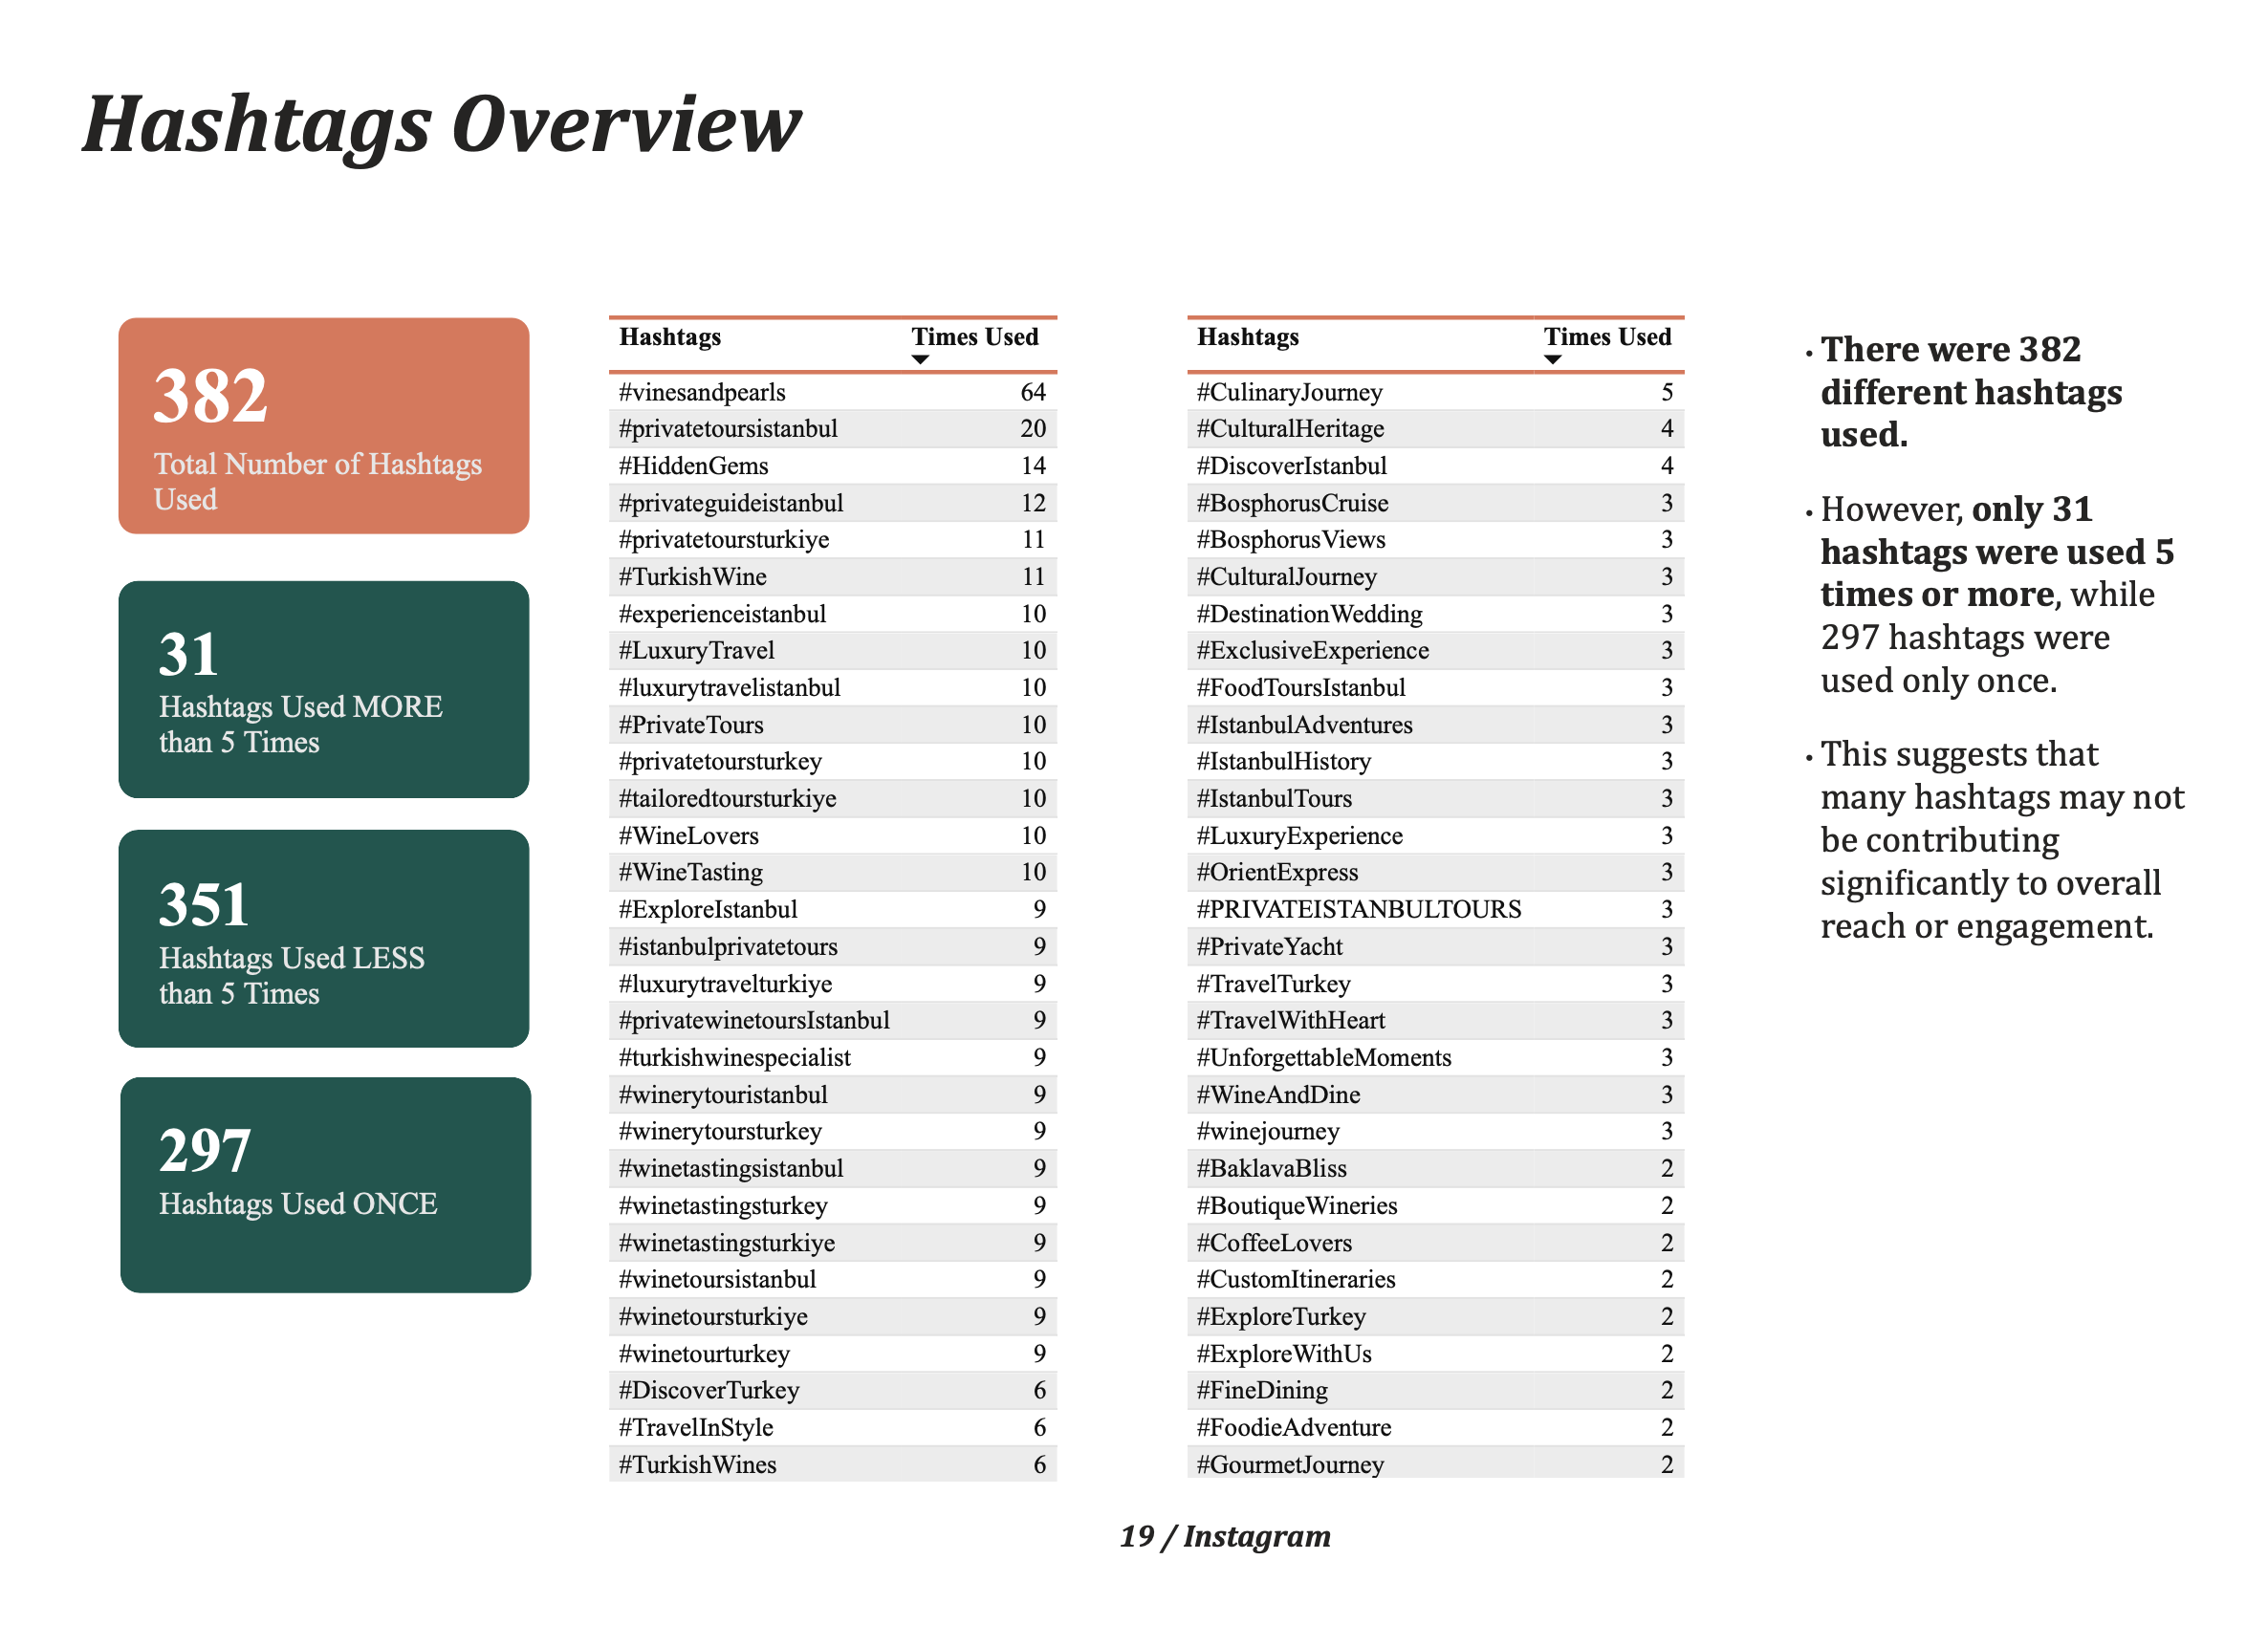 Hashtags Overview
382
Total Number of Hashtags
Used
31
Hashtags Used MORE
than 5 Times
351
Hashtags Used LESS
than 5 Times
297
Hashtags Used ONCE
Hashtags Times Used
#vinesandpearls 64
#privatetoursistanbul 20
#HiddenGems 14
#privateguideistanbul 12
#privatetoursturkiye 11
#TurkishWine 11
#experienceistanbul 10
#LuxuryTravel 10
#luxurytravelistanbul 10
#PrivateTours 10
#privatetoursturkey 10
#tailoredtoursturkiye 10
#WineLovers 10
#WineTasting 10
#ExploreIstanbul 9
#istanbulprivatetours 9
#luxurytravelturkiye 9
#privatewinetoursIstanbul 9
#turkishwinespecialist 9
#winerytouristanbul 9
#winerytoursturkey 9
#winetastingsistanbul 9
#winetastingsturkey 9
#winetastingsturkiye 9
#winetoursistanbul 9
#winetoursturkiye 9
#winetourturkey 9
#DiscoverTurkey 6
#TravelInStyle 6
#TurkishWines 6
Hashtags Times Used
#CulinaryJourney 5
#CulturalHeritage 4
#DiscoverIstanbul 4
#BosphorusCruise 3
#BosphorusViews 3
#CulturalJourney 3
#DestinationWedding 3
#ExclusiveExperience 3
#FoodToursIstanbul 3
#IstanbulAdventures 3
#IstanbulHistory 3
#IstanbulTours 3
#LuxuryExperience 3
#OrientExpress 3
#PRIVATEISTANBULTOURS 3
#PrivateYacht 3
#TravelTurkey 3
#TravelWithHeart 3
#UnforgettableMoments 3
#WineAndDine 3
#winejourney 3
#BaklavaBliss 2
#BoutiqueWineries 2
#CoffeeLovers 2
#CustomItineraries 2
#ExploreTurkey 2
#ExploreWithUs 2
#FineDining 2
#FoodieAdventure 2
#GourmetJourney 2
• There were 382
different hashtags
used.
• However, only 31
hashtags were used 5
times or more, while
297 hashtags were
used only once.
• This suggests that
many hashtags may not
be contributing
significantly to overall
reach or engagement.
19 / Instagram